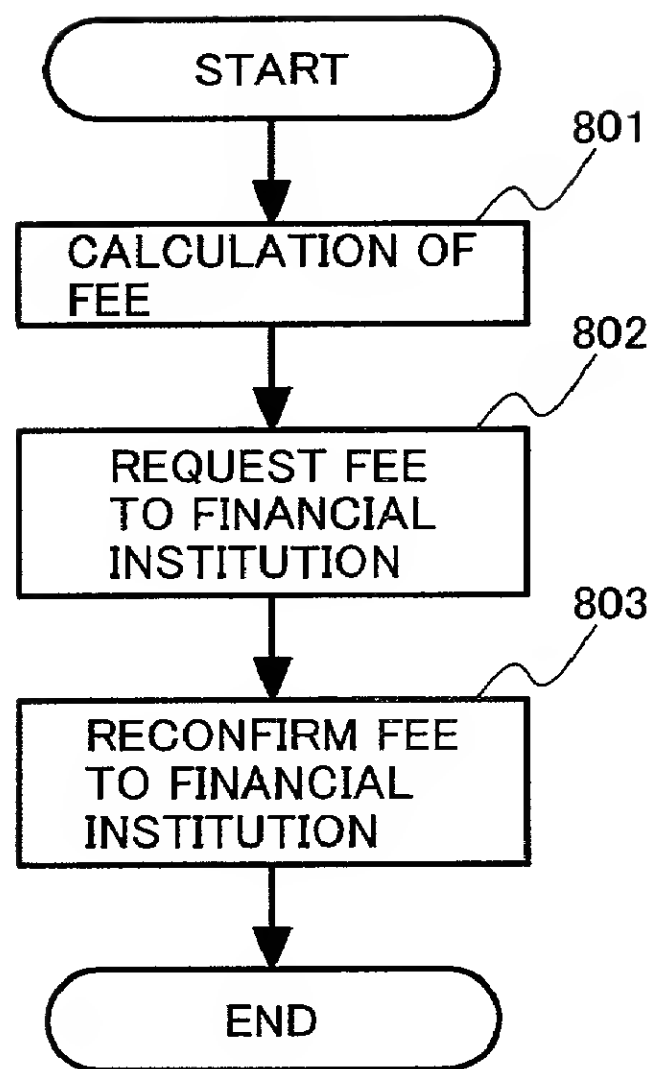 START
801
CALCULATION OF
FEE
802
REQUEST FEE
TO FINANCIAL
INSTITUTION
803
RECONFIRM FEE
TO FINANCIAL
INSTITUTION
END